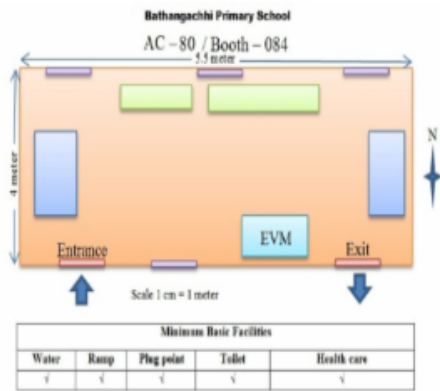 Bathangachhi Primary School
AC – 80 / Booth – 084
5.5 meter
4 meter
N
EVM
Entrance
Exit
Scale 1 cm = 1 meter
Minimum Basic Facilities
Water Ramp Plug point Toilet Health care
√ √ √ √ √